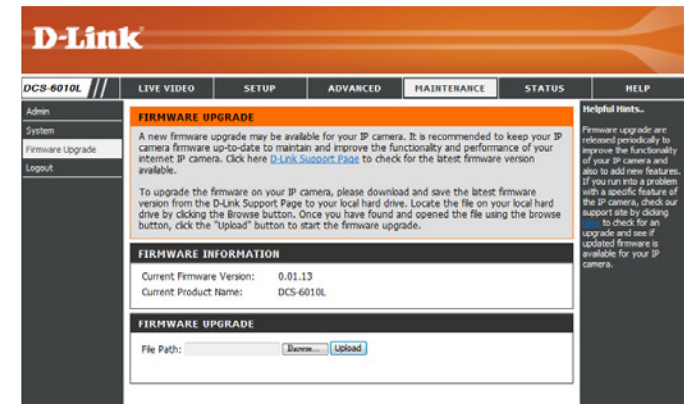 D-Link
DCS-6010L
LIVE VIDEO
SETUP
ADVANCED
MAINTENANCE
STATUS
HELP
Admin
System
Firmware Upgrade
Logout
FIRMWARE UPGRADE
A new firmware upgrade may be available for your IP camera. It is recommended to keep your IP
camera firmware up-to-date to maintain and improve the functionality and performance of your
internet IP camera. Click here D-Link Support Page to check for the latest firmware version
available.
To upgrade the firmware on your IP camera, please download and save the latest firmware
version from the D-Link Support Page to your local hard drive. Locate the file on your local hard
drive by clicking the Browse button. Once you have found and opened the file using the browse
button, click the "Upload" button to start the firmware upgrade.
FIRMWARE INFORMATION
Current Firmware Version: 0.01.13
Current Product Name: DCS-6010L
FIRMWARE UPGRADE
File Path: Browse... Upload
Helpful Hints..
Firmware upgrade are
released periodically to
improve the functionality
of your IP camera and
also to add new features.
If you run into a problem
with a specific feature of
the IP camera, check our
support site by clicking
here to check for an
upgrade and see if
updated firmware is
available for your IP
camera.